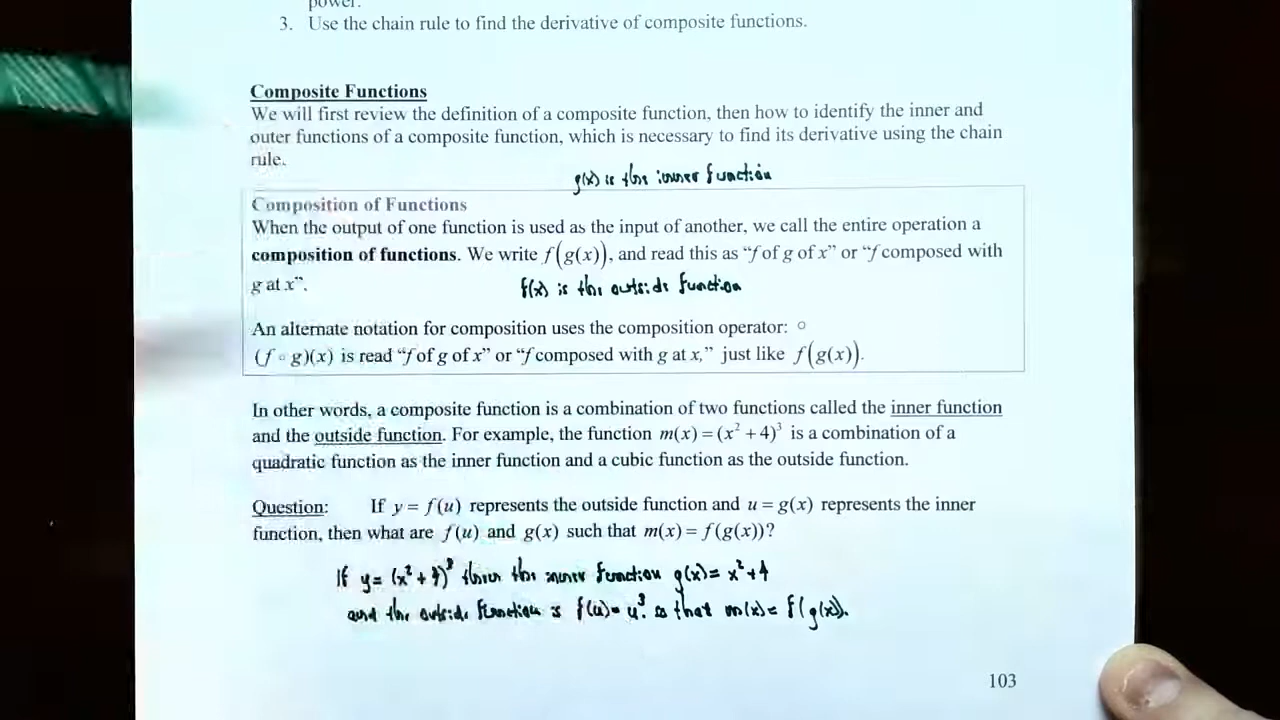 power.
3. Use the chain rule to find the derivative of composite functions.
Composite Functions
We will first review the definition of a composite function, then how to identify the inner and
outer functions of a composite function, which is necessary to find its derivative using the chain
rule.
g(x) is the inner function
Composition of Functions
When the output of one function is used as the input of another, we call the entire operation a
composition of functions. We write f(g(x)), and read this as “f of g of x” or “f composed with
g at x”.
f(x) is the outside function
An alternate notation for composition uses the composition operator: ∘
(f ∘ g)(x) is read “f of g of x” or “f composed with g at x,” just like f(g(x)).
In other words, a composite function is a combination of two functions called the inner function
and the outside function. For example, the function m(x) = (x² + 4)³ is a combination of a
quadratic function as the inner function and a cubic function as the outside function.
Question: If y = f(u) represents the outside function and u = g(x) represents the inner
function, then what are f(u) and g(x) such that m(x) = f(g(x))?
If y = (x² + 4)³ then the inner function g(x) = x² + 4
and the outside function is f(u) = u³. so that m(x) = f(g(x)).
103